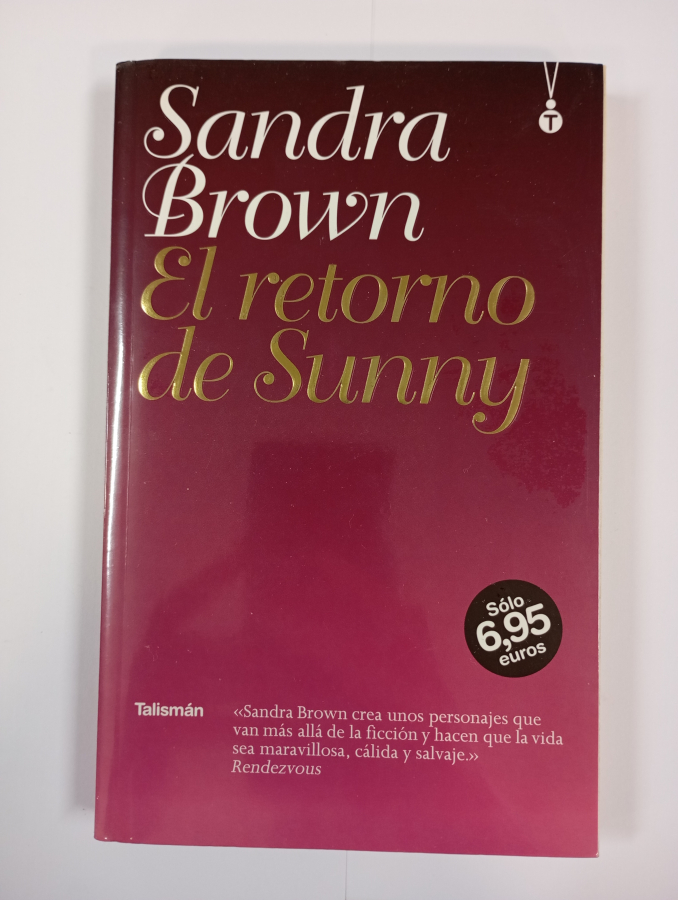 Sandra
Brown
El retorno
de Sunny
T
Sólo
6,95
euros
Talismán
«Sandra Brown crea unos personajes que
van más allá de la ficción y hacen que la vida
sea maravillosa, cálida y salvaje.»
Rendezvous